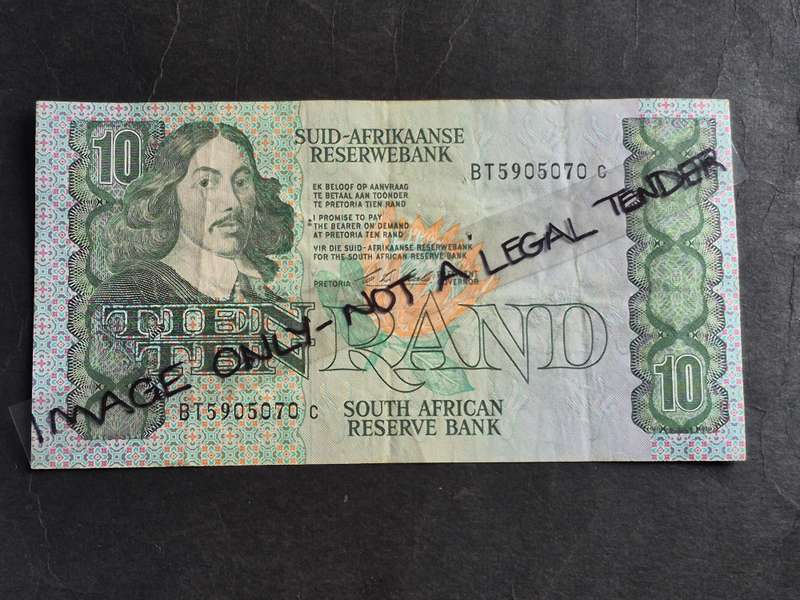 10
SUID-AFRIKAANSE
RESERWEBANK
BT5905070 C
EK BELOOF OP AANVRAAG
TE BETAAL AAN TOONDER
TE PRETORIA TIEN RAND
I PROMISE TO PAY
THE BEARER ON DEMAND
AT PRETORIA TEN RAND
VIR DIE SUID-AFRIKAANSE RESERWEBANK
FOR THE SOUTH AFRICAN RESERVE BANK
PRETORIA
TIEN
TEN RAND
IMAGE ONLY - NOT A LEGAL TENDER
10
BT5905070 C
SOUTH AFRICAN
RESERVE BANK